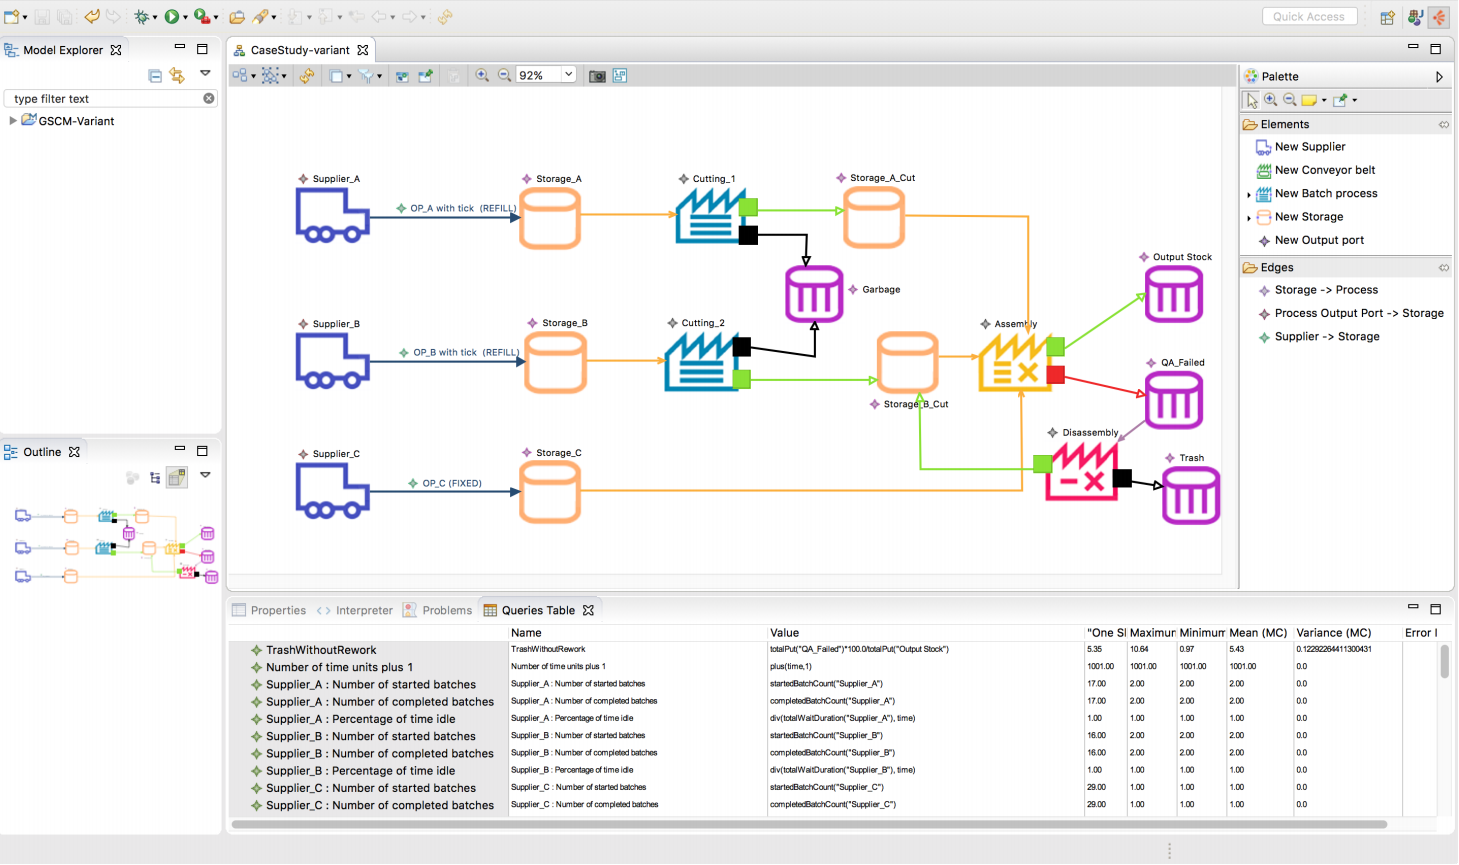 Quick Access
Model Explorer
type filter text
GSCM-Variant
Outline
CaseStudy-variant
92%
Supplier_A
OP_A with tick (REFILL)
Storage_A
Cutting_1
Storage_A_Cut
Garbage
Output Stock
Supplier_B
OP_B with tick (REFILL)
Storage_B
Cutting_2
Assembly
Storage_B_Cut
QA_Failed
Disassembly
Trash
Supplier_C
OP_C (FIXED)
Storage_C
Palette
Elements
New Supplier
New Conveyor belt
New Batch process
New Storage
New Output port
Edges
Storage -> Process
Process Output Port -> Storage
Supplier -> Storage
Properties Interpreter Problems Queries Table
Name Value "One Sl Maximur Minimum Mean (MC) Variance (MC) Error I
TrashWithoutRework TrashWithoutRework totalPut("QA_Failed")*100.0/totalPut("Output Stock") 5.35 10.64 0.97 5.43 0.12292264411300431
Number of time units plus 1 Number of time units plus 1 plus(time,1) 1001.00 1001.00 1001.00 1001.00 0.0
Supplier_A : Number of started batches Supplier_A : Number of started batches startedBatchCount("Supplier_A") 17.00 2.00 2.00 2.00 0.0
Supplier_A : Number of completed batches Supplier_A : Number of completed batches completedBatchCount("Supplier_A") 17.00 2.00 2.00 2.00 0.0
Supplier_A : Percentage of time idle Supplier_A : Percentage of time idle div(totalWaitDuration("Supplier_A"), time) 1.00 1.00 1.00 1.00 0.0
Supplier_B : Number of started batches Supplier_B : Number of started batches startedBatchCount("Supplier_B") 16.00 2.00 2.00 2.00 0.0
Supplier_B : Number of completed batches Supplier_B : Number of completed batches completedBatchCount("Supplier_B") 16.00 2.00 2.00 2.00 0.0
Supplier_B : Percentage of time idle Supplier_B : Percentage of time idle div(totalWaitDuration("Supplier_B"), time) 1.00 1.00 1.00 1.00 0.0
Supplier_C : Number of started batches Supplier_C : Number of started batches startedBatchCount("Supplier_C") 29.00 1.00 1.00 1.00 0.0
Supplier_C : Number of completed batches Supplier_C : Number of completed batches completedBatchCount("Supplier_C") 29.00 1.00 1.00 1.00 0.0